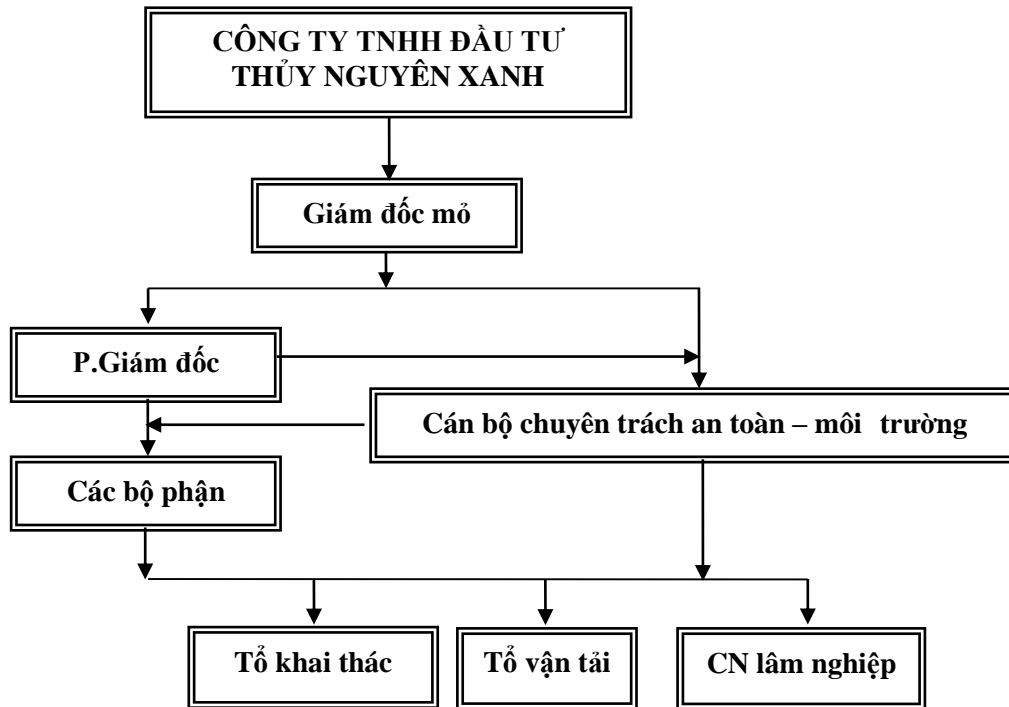 CÔNG TY TNHH ĐẦU TƯ
THỦY NGUYÊN XANH
Giám đốc mỏ
P.Giám đốc
Cán bộ chuyên trách an toàn – môi trường
Các bộ phận
Tổ khai thác
Tổ vận tải
CN lâm nghiệp